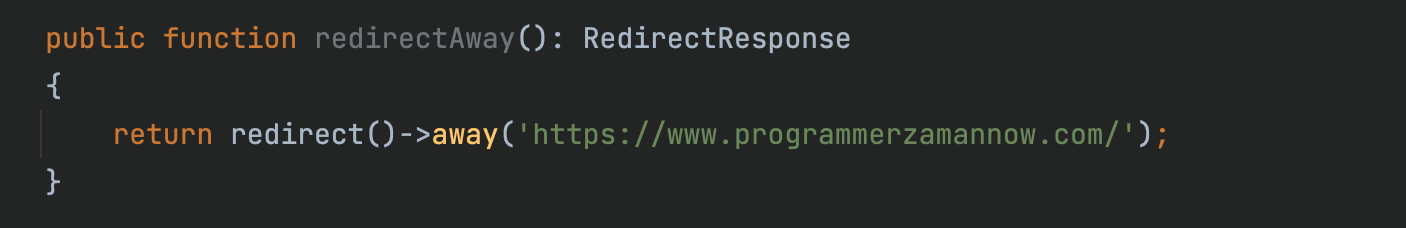 public function redirectAway(): RedirectResponse
{
    return redirect()->away('https://www.programmerzamannow.com/');
}